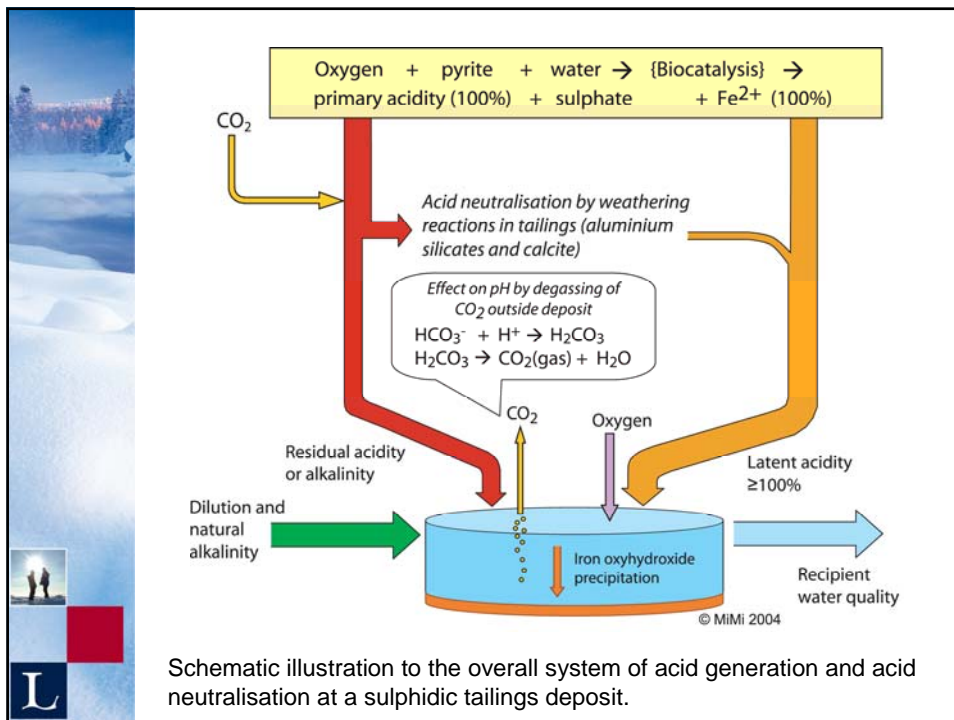 Oxygen + pyrite + water → {Biocatalysis} →
primary acidity (100%) + sulphate + Fe2+ (100%)
CO2
Acid neutralisation by weathering
reactions in tailings (aluminium
silicates and calcite)
Effect on pH by degassing of
CO2 outside deposit
HCO3- + H+ → H2CO3
H2CO3 → CO2(gas) + H2O
CO2
Oxygen
Residual acidity
or alkalinity
Latent acidity
≥100%
Dilution and
natural
alkalinity
Iron oxyhydroxide
precipitation
Recipient
water quality
© MiMi 2004
L
Schematic illustration to the overall system of acid generation and acid
neutralisation at a sulphidic tailings deposit.